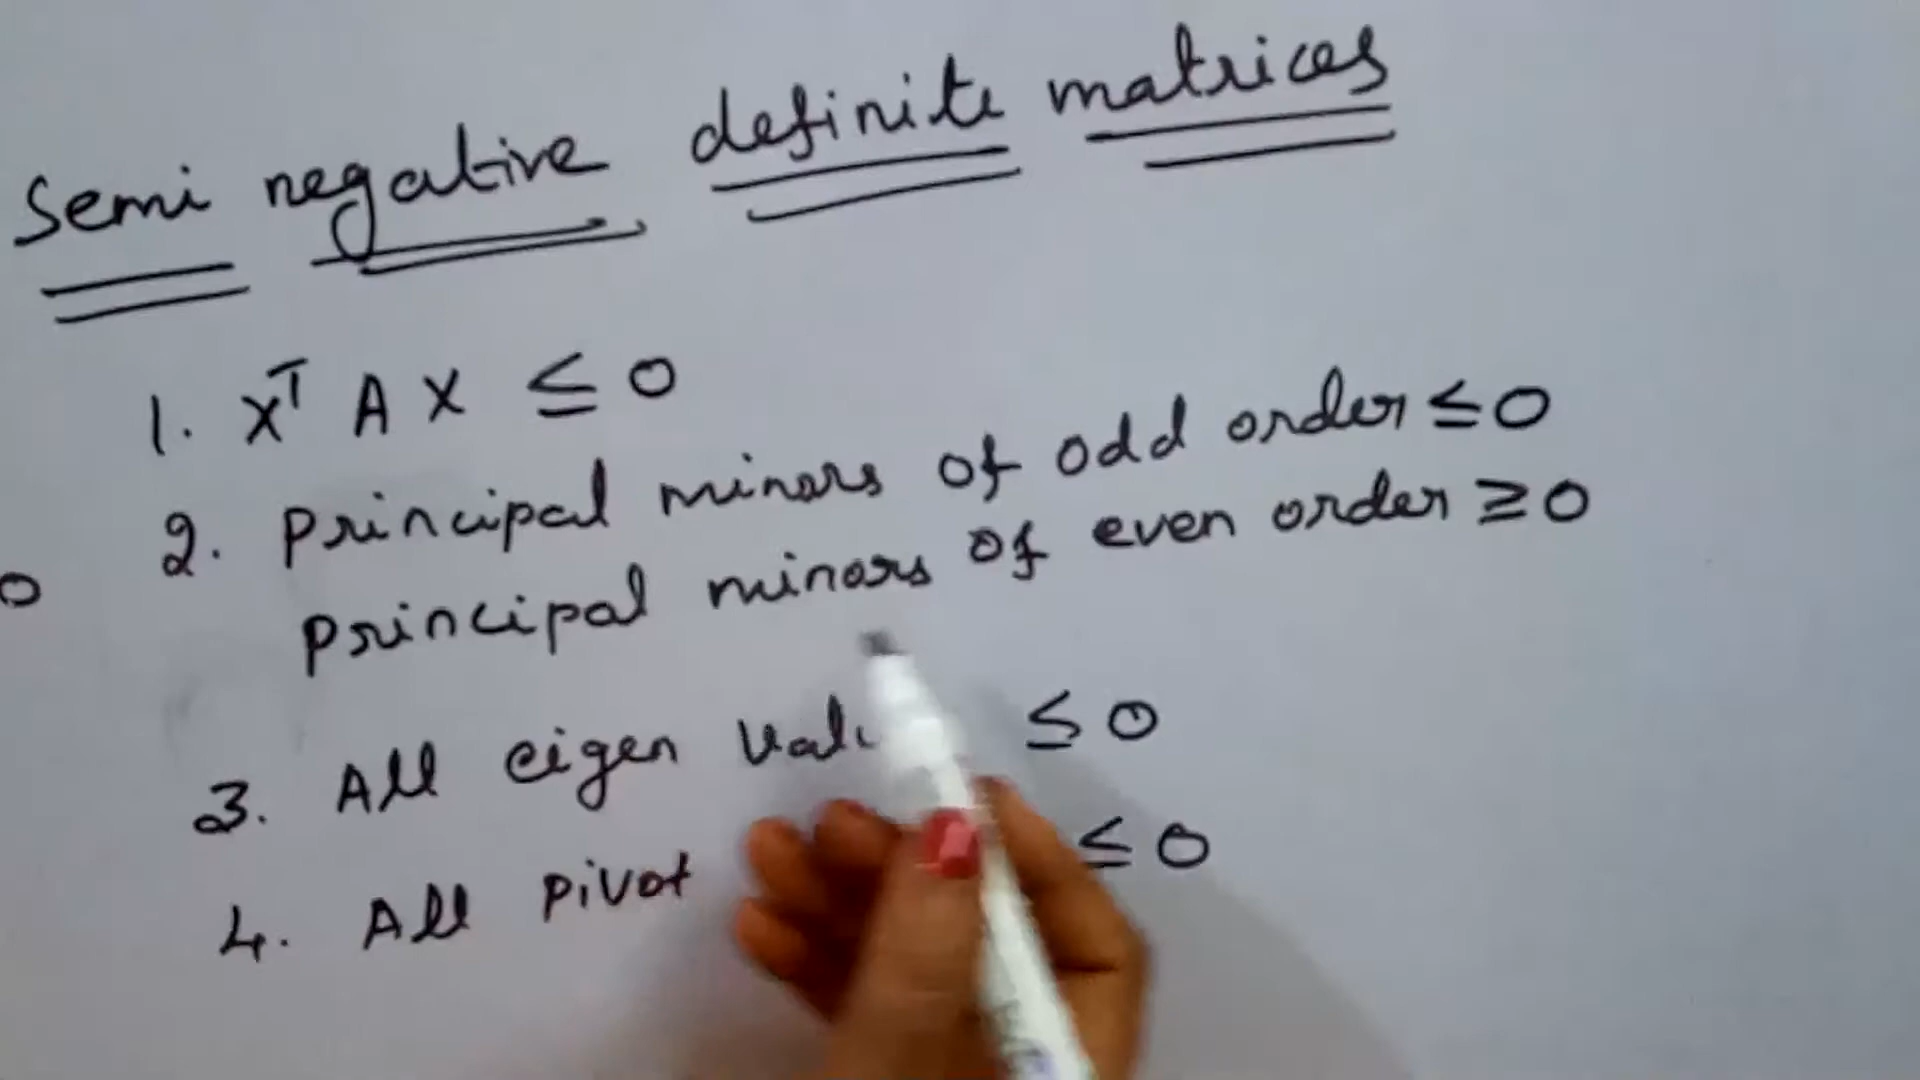 Semi negative definite matrices
1. X^T A X ≤ 0
2. Principal minors of odd order ≤ 0
Principal minors of even order ≥ 0
3. All eigen ≤ 0
4. All pivot ≤ 0